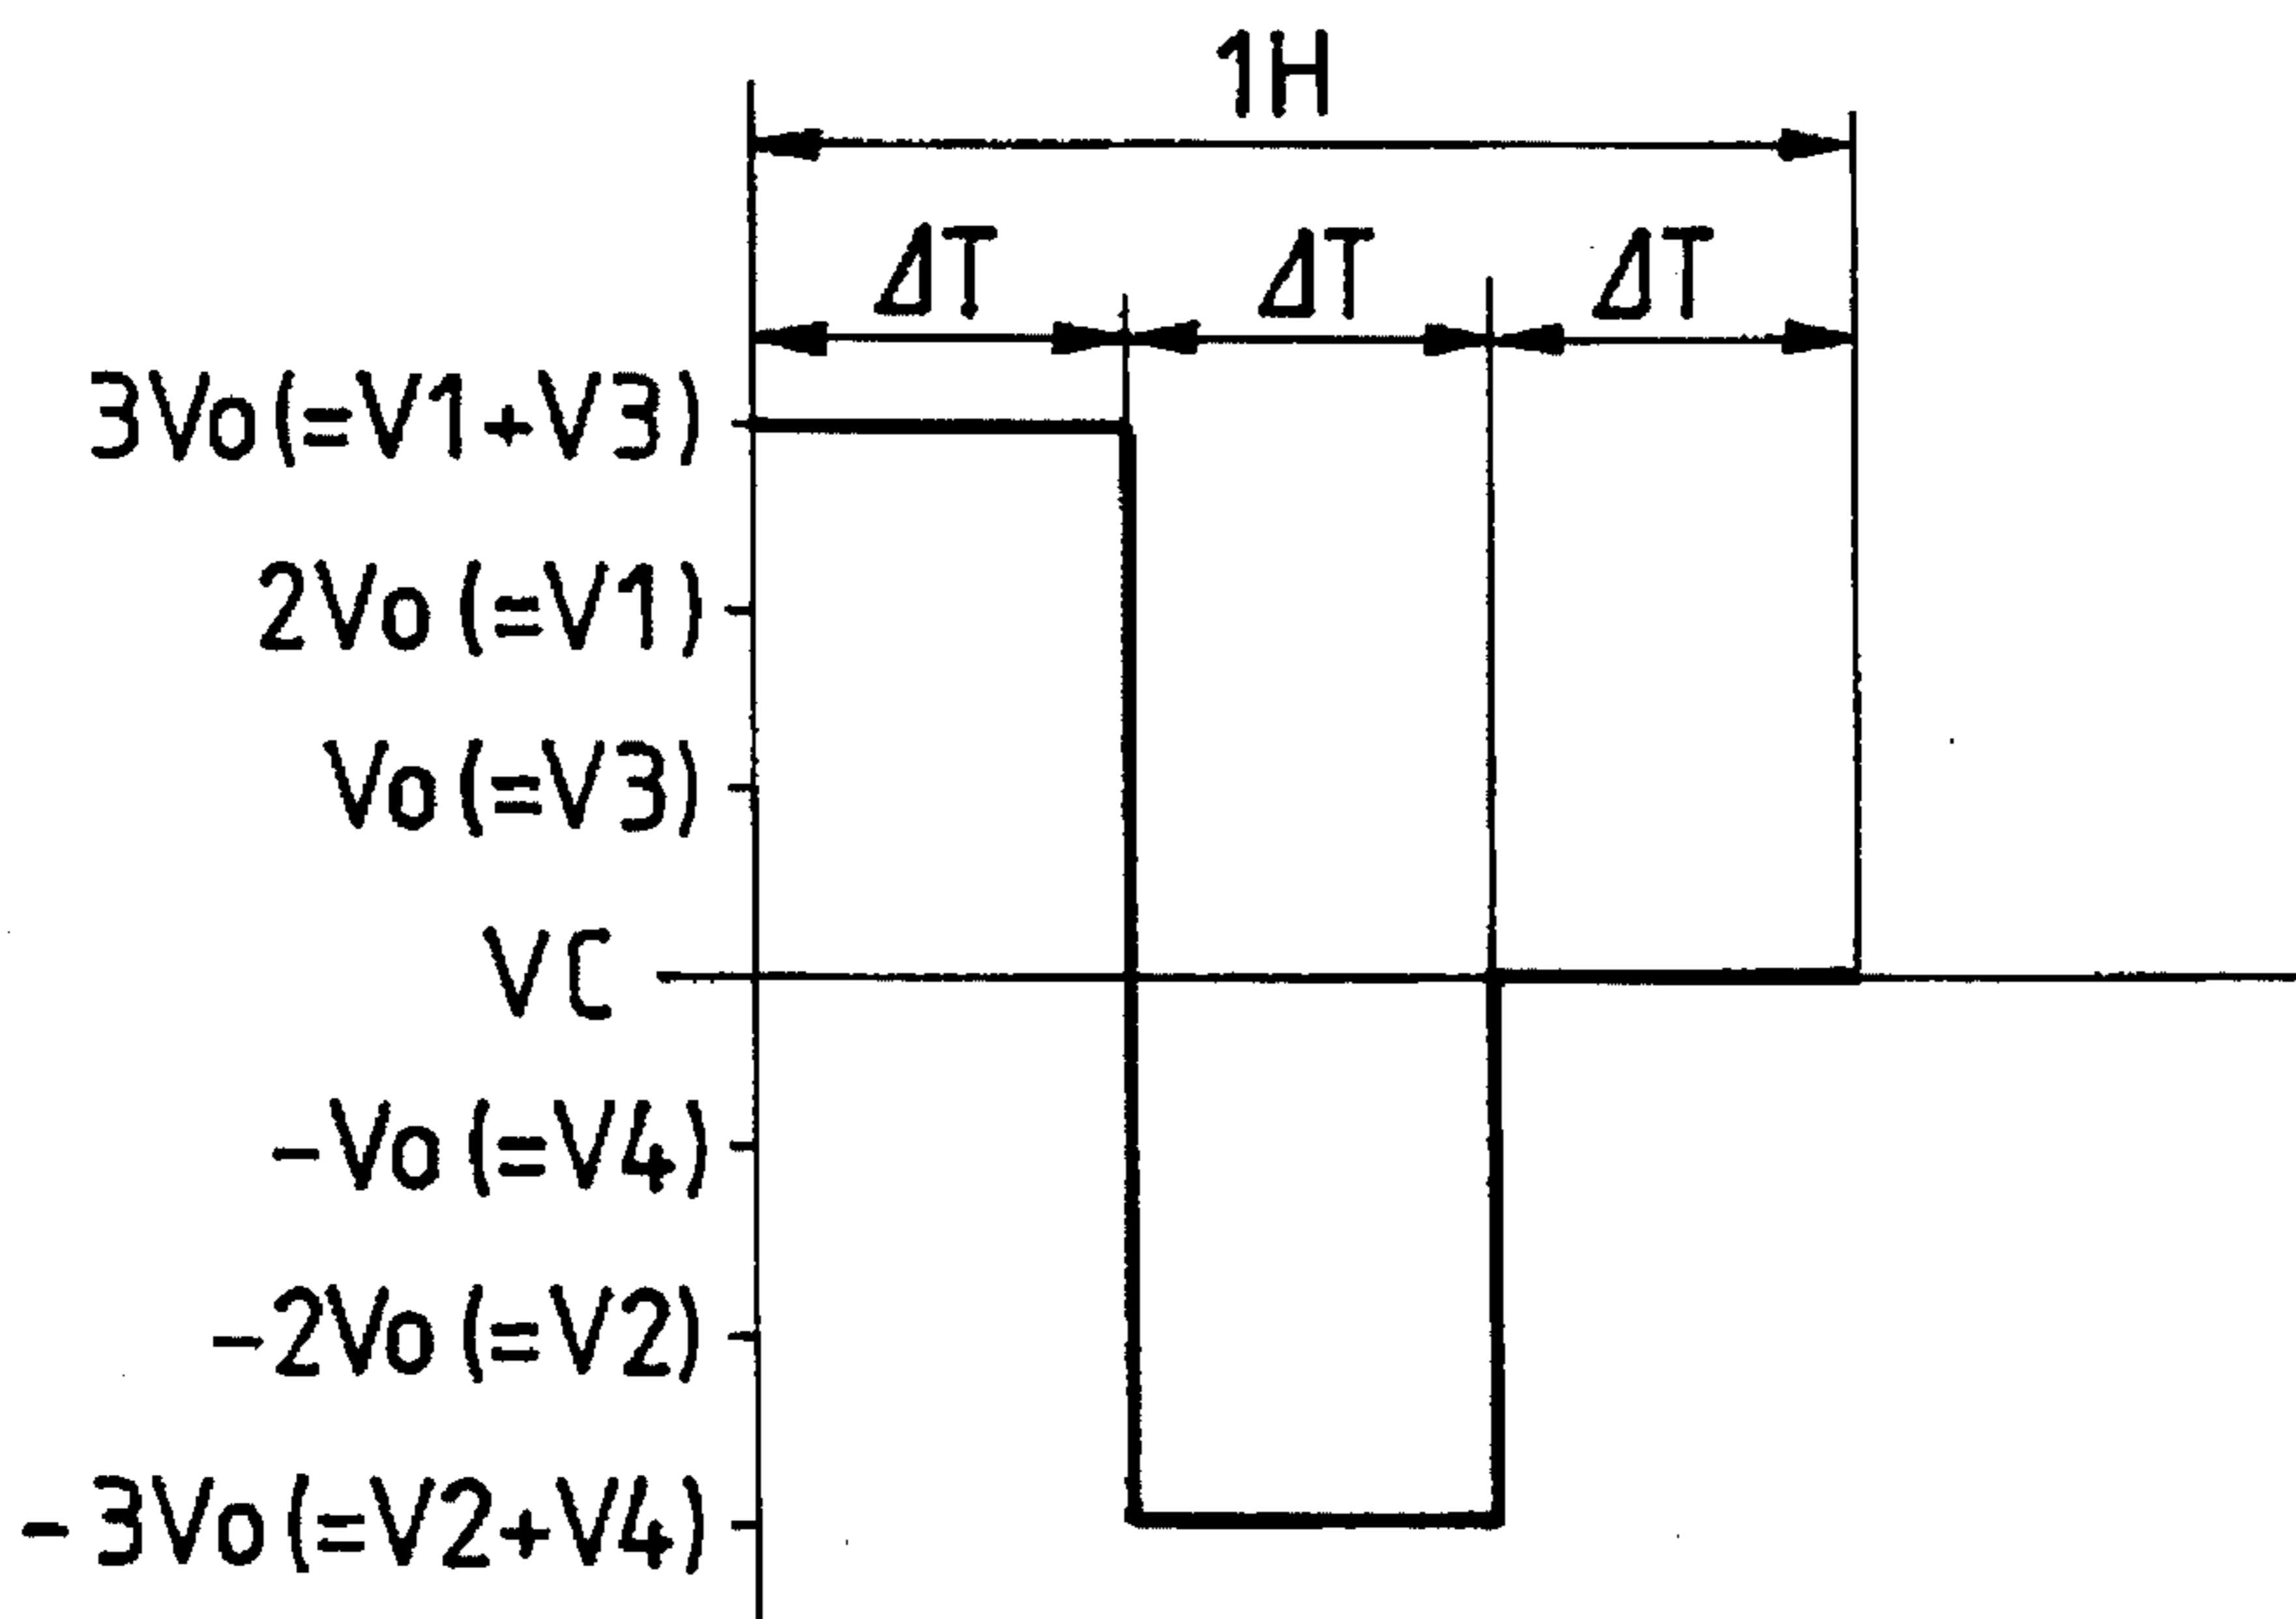 1H
ΔT ΔT ΔT
3Vo(=V1+V3)
2Vo(=V1)
Vo(=V3)
VC
-Vo(=V4)
-2Vo(=V2)
-3Vo(=V2+V4)